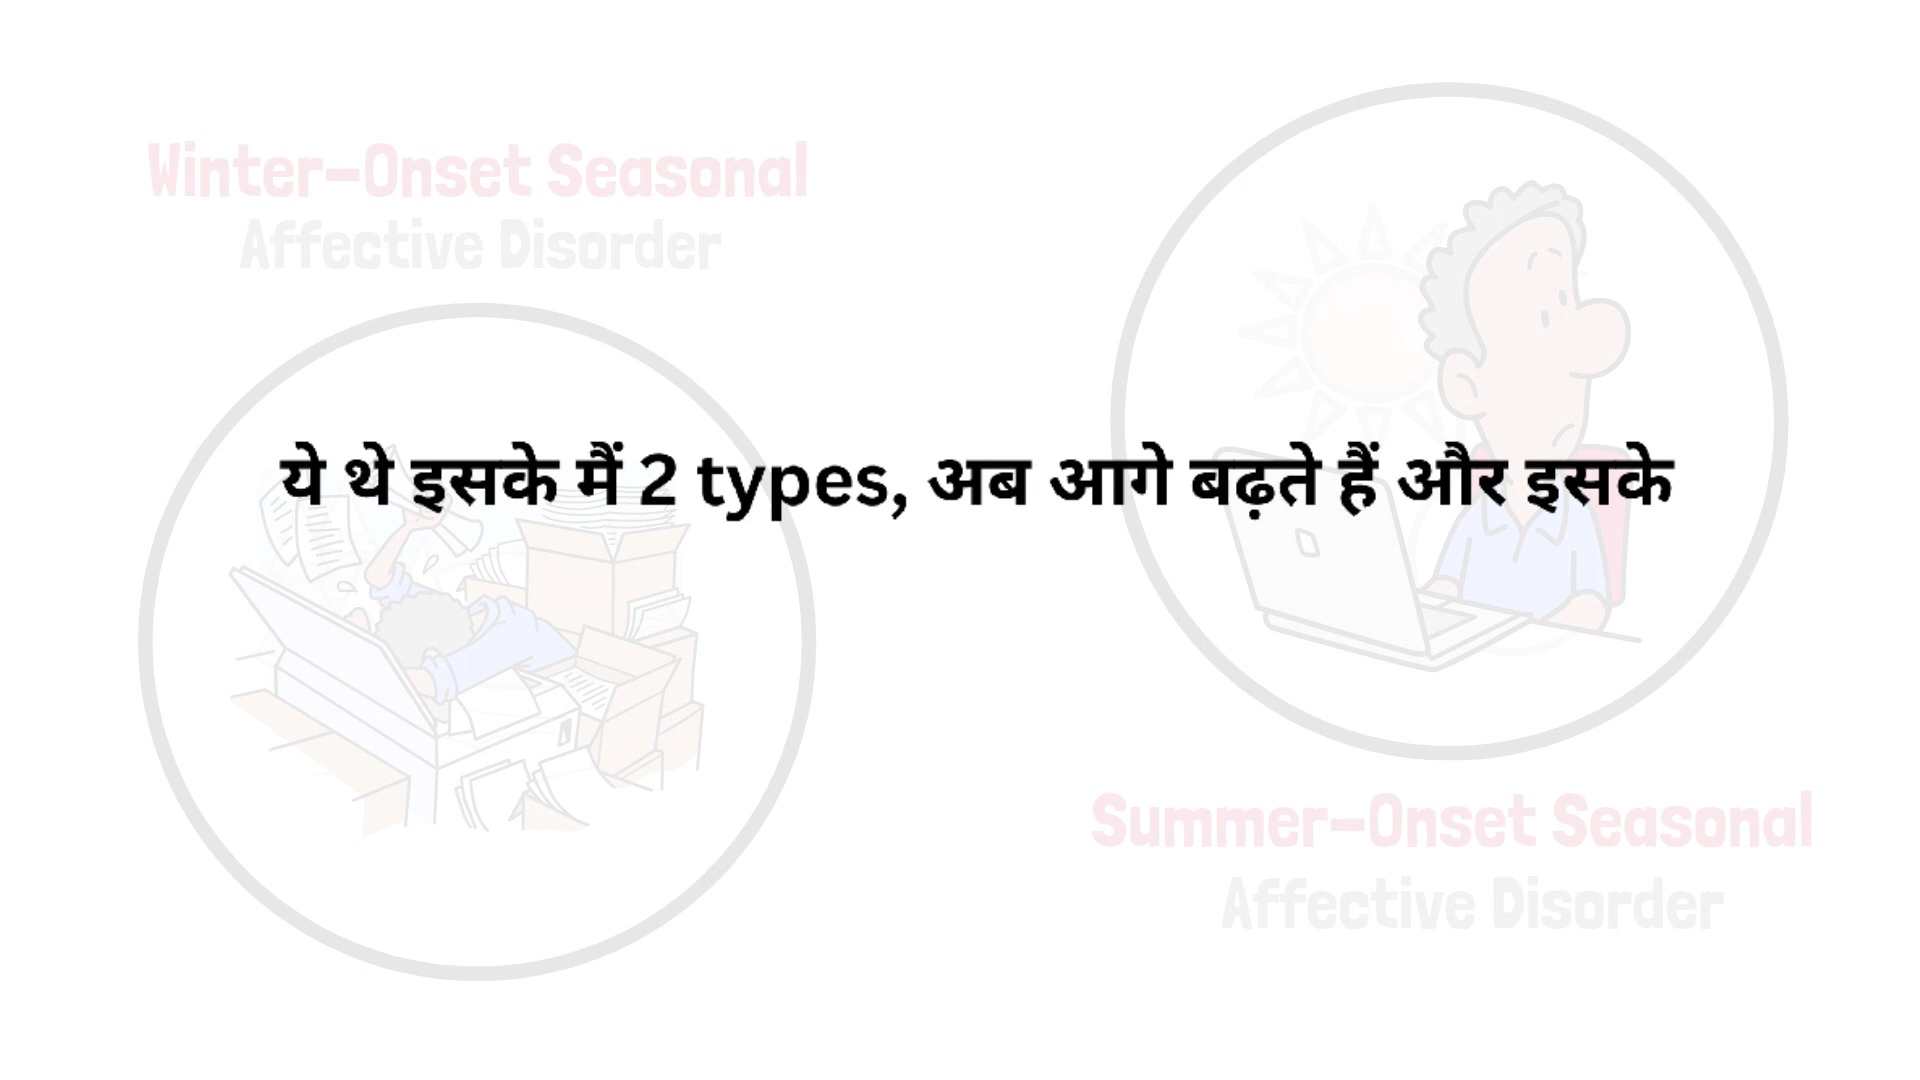 Winter-Onset Seasonal
Affective Disorder
ये थे इसके मैं 2 types, अब आगे बढ़ते हैं और इसके
Summer-Onset Seasonal
Affective Disorder